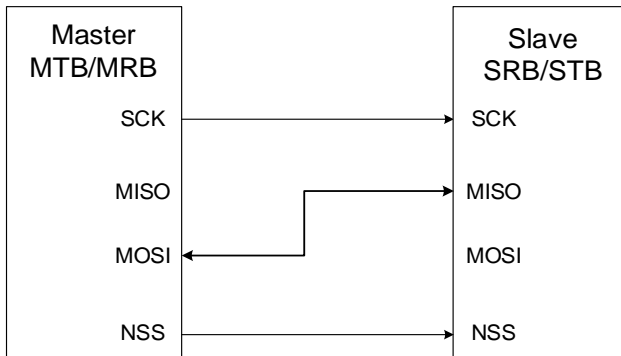 Master
MTB/MRB
SCK
MISO
MOSI
NSS
Slave
SRB/STB
SCK
MISO
MOSI
NSS